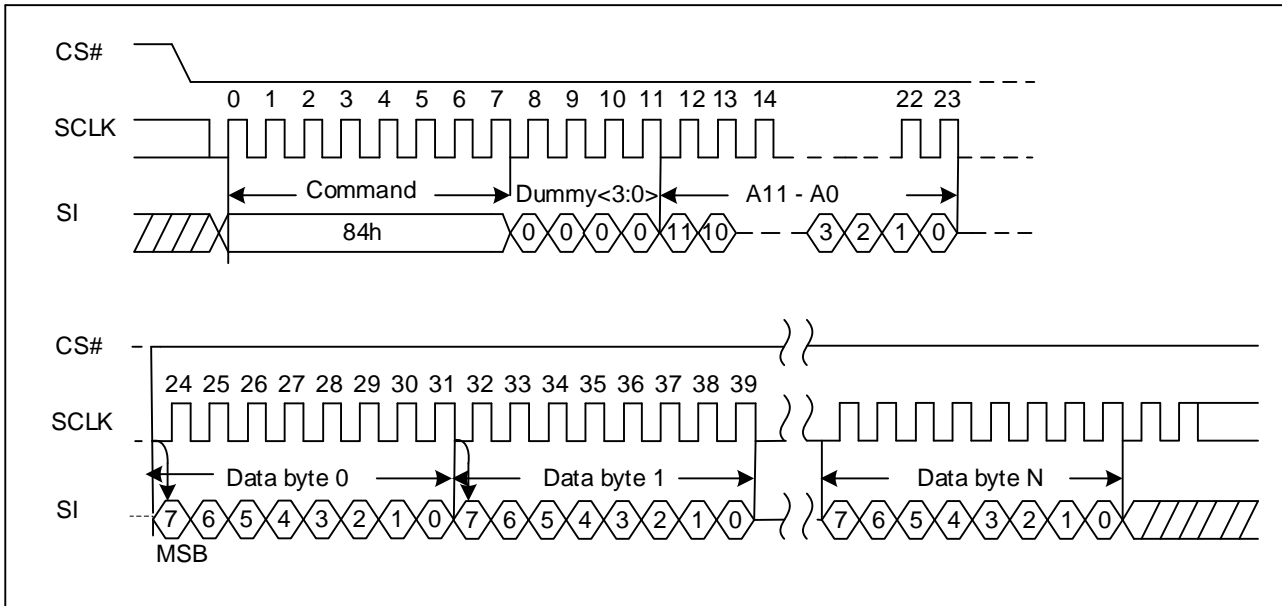 CS#
0 1 2 3 4 5 6 7 8 9 10 11 12 13 14 22 23
SCLK
Command Dummy<3:0> A11 - A0
SI
84h 0 0 0 0 11 10 3 2 1 0
CS#
24 25 26 27 28 29 30 31 32 33 34 35 36 37 38 39
SCLK
Data byte 0 Data byte 1 Data byte N
SI
7 6 5 4 3 2 1 0 7 6 5 4 3 2 1 0 7 6 5 4 3 2 1 0
MSB